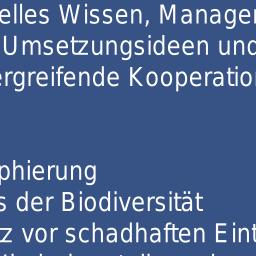 elles Wissen, Manager
Umsetzungsideen und
ergreifende Kooperation
phierung
s der Biodiversität
z vor schadhaften Eint